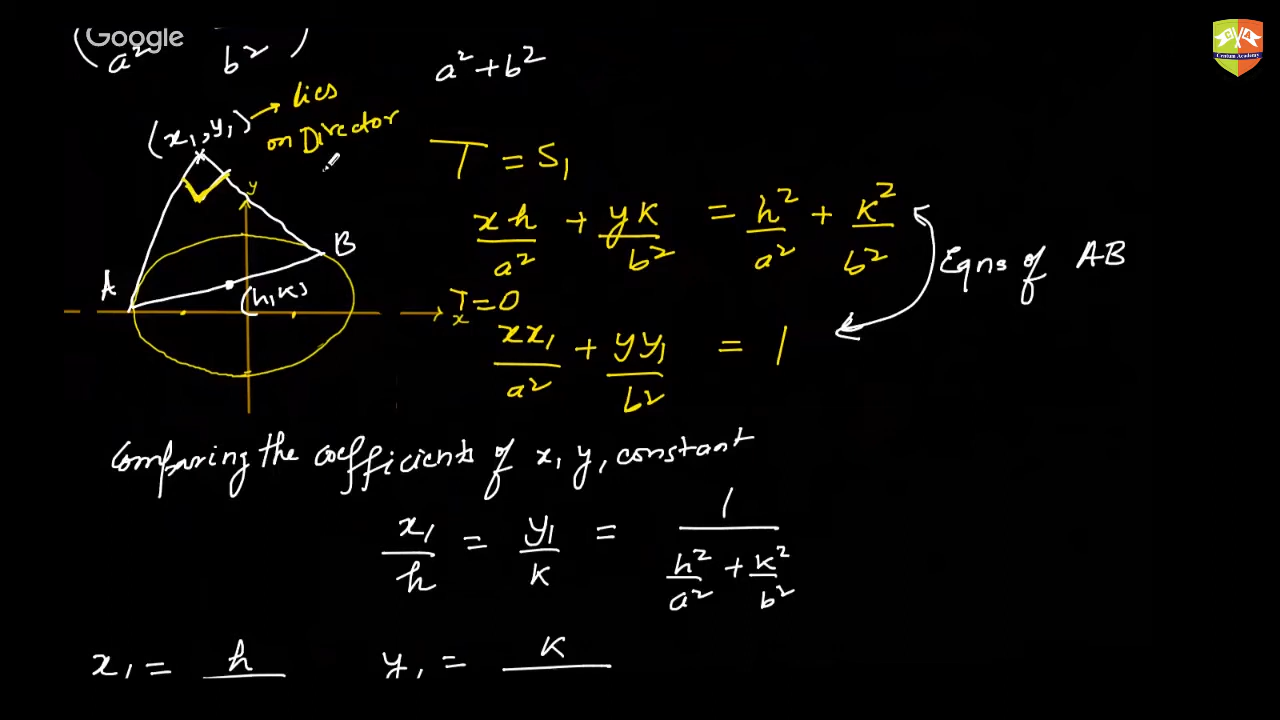 Google
a² b²
a² + b²
(x₁, y₁) → lies
on Director
T = S₁
xh/a² + yk/b² = h²/a² + k²/b²
Eqns of AB
y
A
B
(h, k)
x
T = 0
xx₁/a² + yy₁/b² = 1
Comparing the coefficients of x, y, constant
x₁/h = y₁/k = 1/(h²/a² + k²/b²)
x₁ = h
y₁ = k
Centum Academy